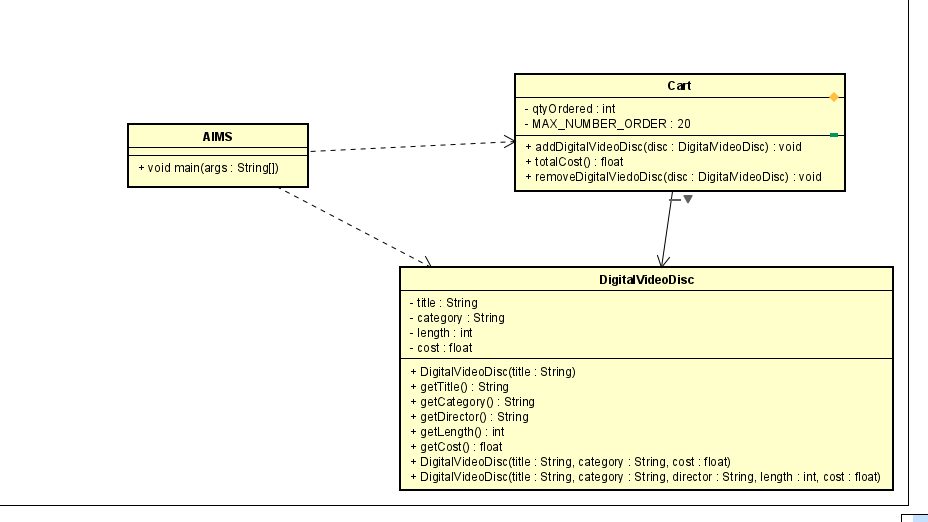 Cart
- qtyOrdered : int
- MAX_NUMBER_ORDER : 20
+ addDigitalVideoDisc(disc : DigitalVideoDisc) : void
+ totalCost() : float
+ removeDigitalViedoDisc(disc : DigitalVideoDisc) : void
AIMS
+ void main(args : String[])
DigitalVideoDisc
- title : String
- category : String
- length : int
- cost : float
+ DigitalVideoDisc(title : String)
+ getTitle() : String
+ getCategory() : String
+ getDirector() : String
+ getLength() : int
+ getCost() : float
+ DigitalVideoDisc(title : String, category : String, cost : float)
+ DigitalVideoDisc(title : String, category : String, director : String, length : int, cost : float)